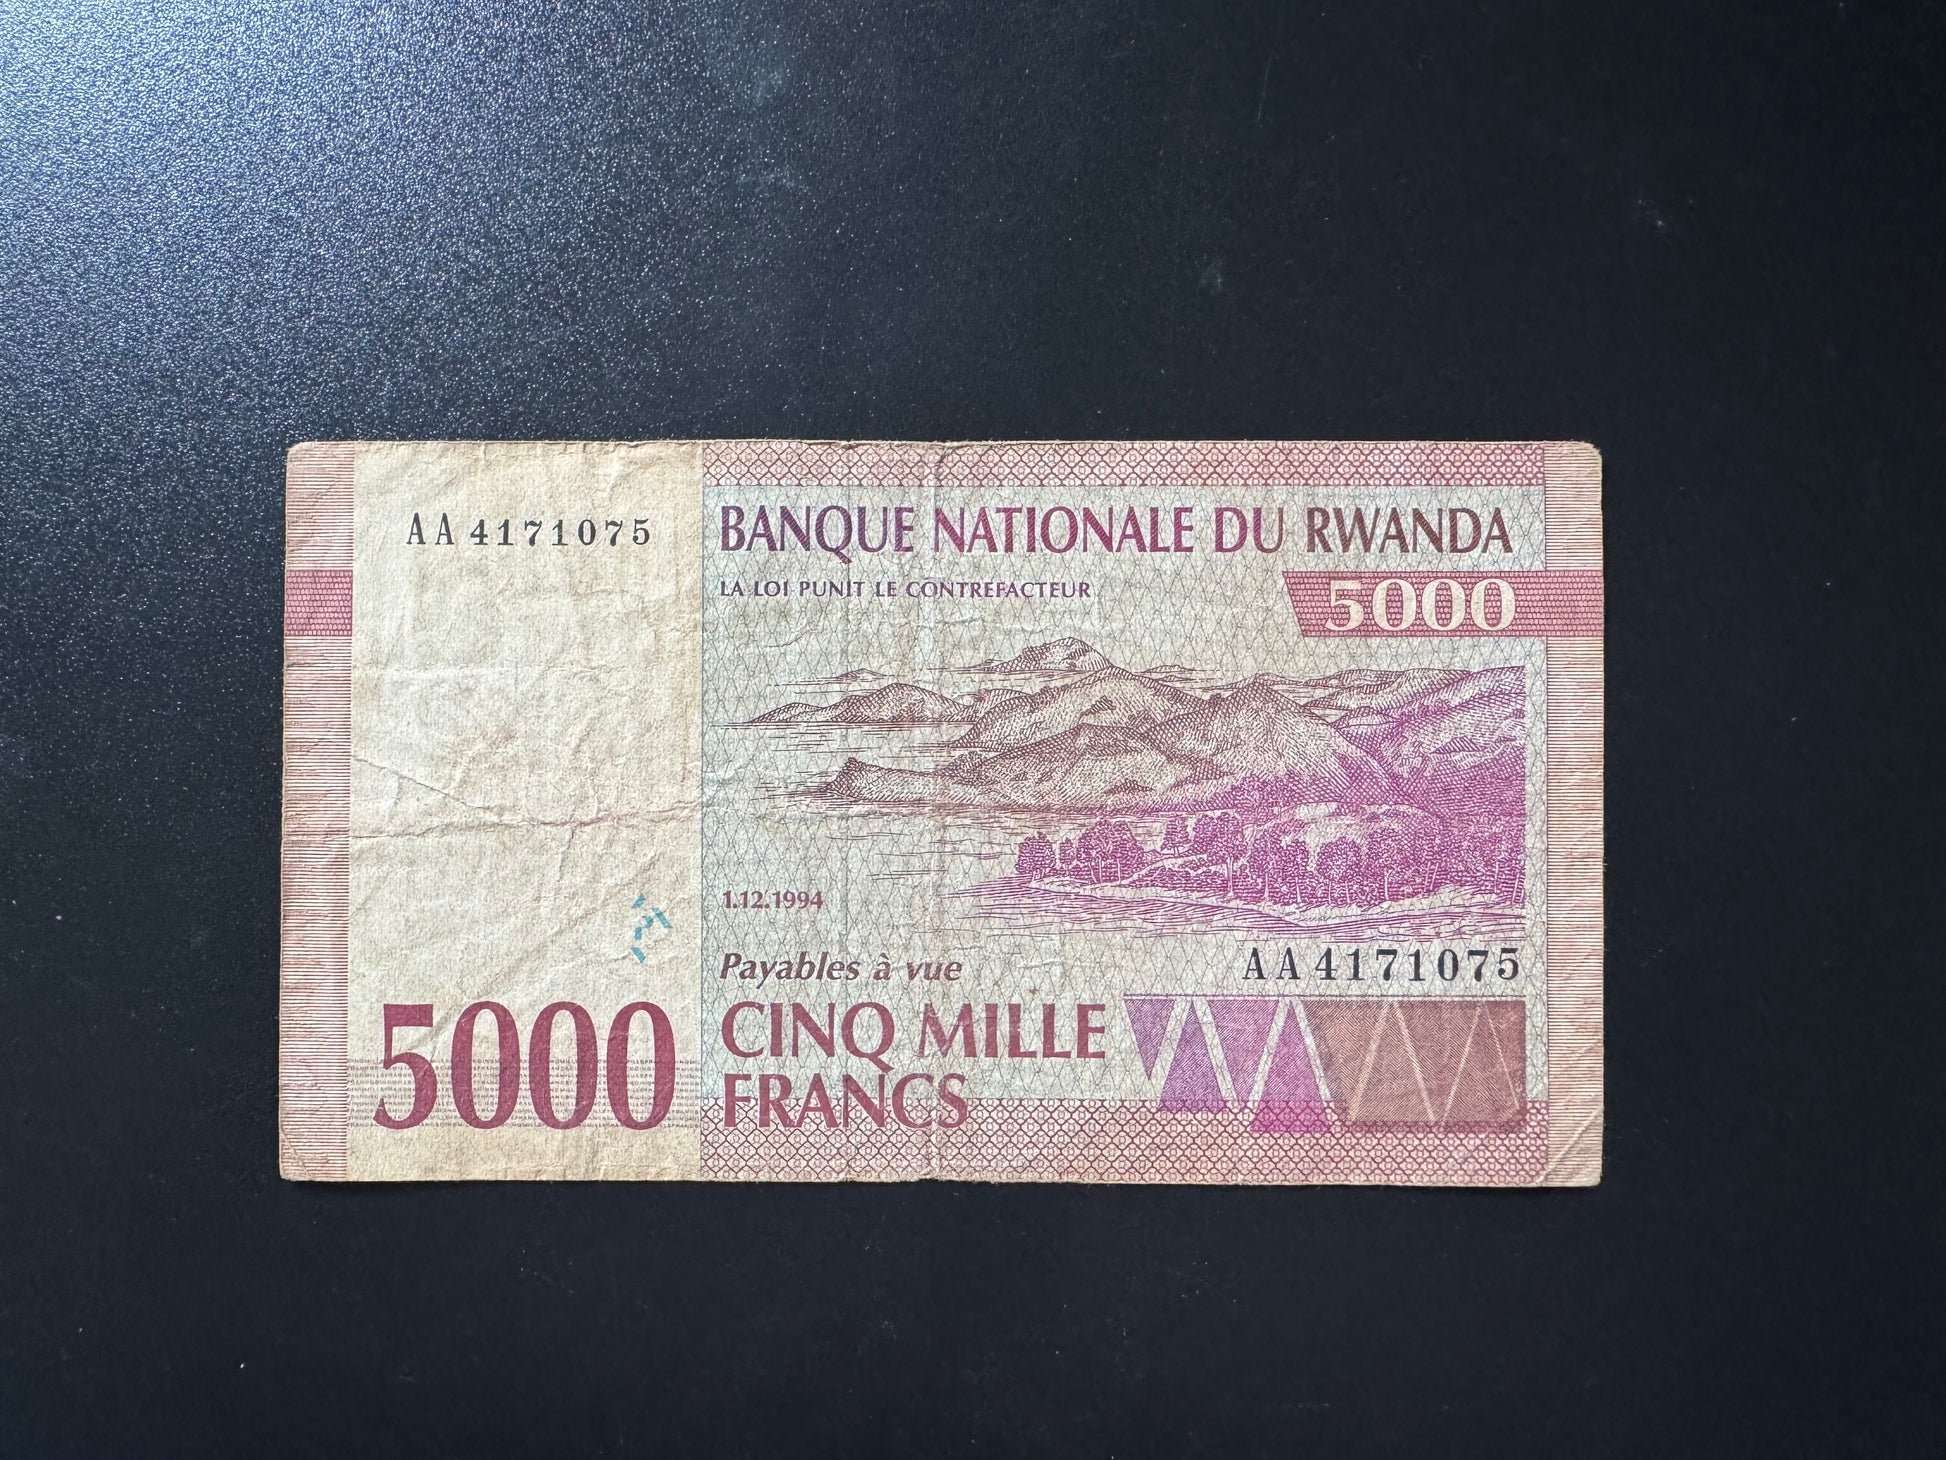 AA 4171075
BANQUE NATIONALE DU RWANDA
LA LOI PUNIT LE CONTREFACTEUR
5000
1.12.1994
Payables à vue
AA 4171075
5000
CINQ MILLE
FRANCS